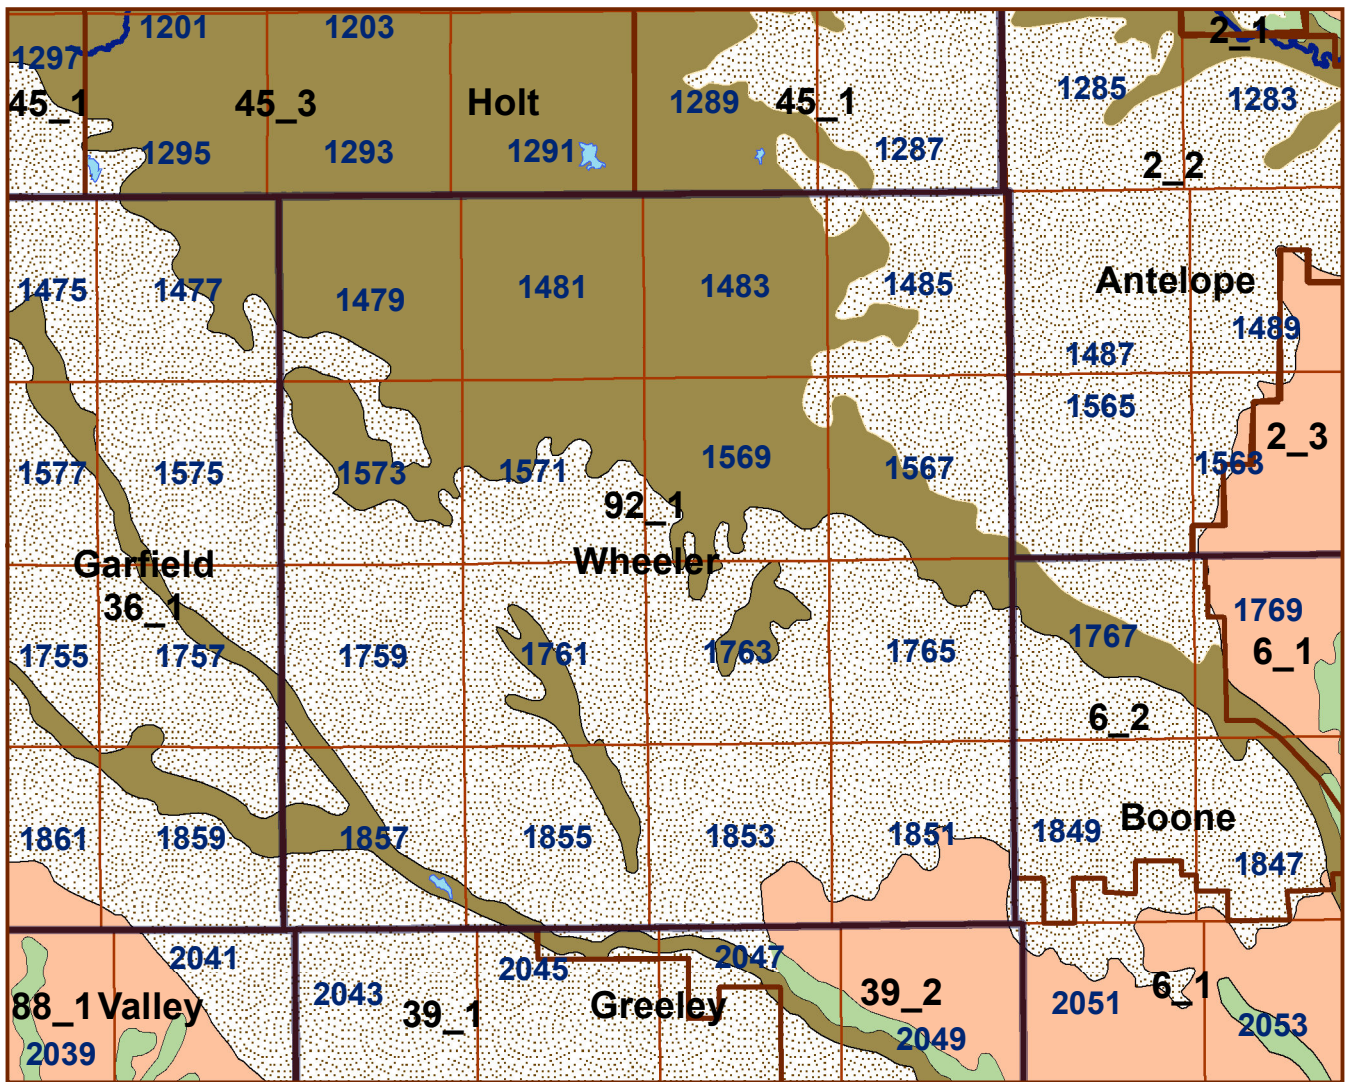 1201 1203 2_1
1297
45_1 45_3 Holt 1289 45_1 1285 1283
1295 1293 1291 1287
2_2
1475 1477 1479 1481 1483 1485 Antelope
1489
1487
1565
1577 1575 1573 1571 1569 1567 1563 2_3
92_1
Garfield Wheeler
36_1 1769
1755 1757 1759 1761 1763 1765 1767 6_1
6_2
1861 1859 1857 1855 1853 1851 1849 Boone
1847
2041 2045 2047
88_1 Valley 2043 39_1 Greeley 39_2 2051 6_1
2039 2049 2053